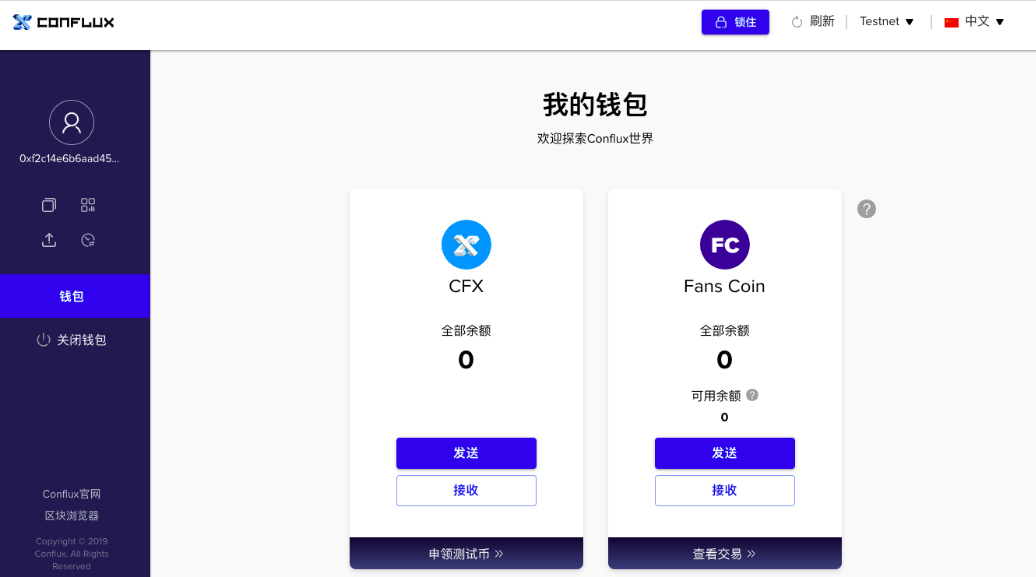 CONFLUX
锁住
刷新
Testnet
中文
0xf2c14e6b6aad45...
钱包
关闭钱包
Conflux官网
区块浏览器
Copyright © 2019
Conflux. All Rights
Reserved
我的钱包
欢迎探索Conflux世界
?
CFX
全部余额
0
发送
接收
申领测试币 »
FC
Fans Coin
全部余额
0
可用余额 ?
0
发送
接收
查看交易 »